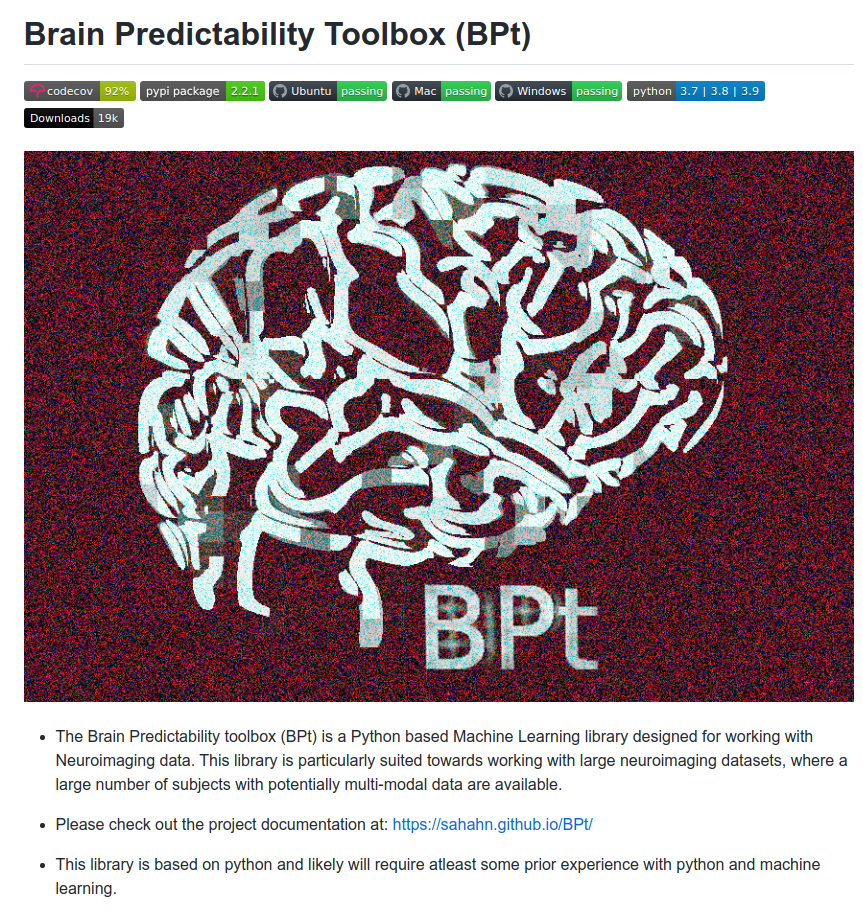 Brain Predictability Toolbox (BPt)
codecov 92% pypi package 2.2.1 Ubuntu passing Mac passing Windows passing python 3.7 | 3.8 | 3.9
Downloads 19k
BPt
The Brain Predictability toolbox (BPt) is a Python based Machine Learning library designed for working with
Neuroimaging data. This library is particularly suited towards working with large neuroimaging datasets, where a
large number of subjects with potentially multi-modal data are available.
Please check out the project documentation at: https://sahahn.github.io/BPt/
This library is based on python and likely will require atleast some prior experience with python and machine
learning.